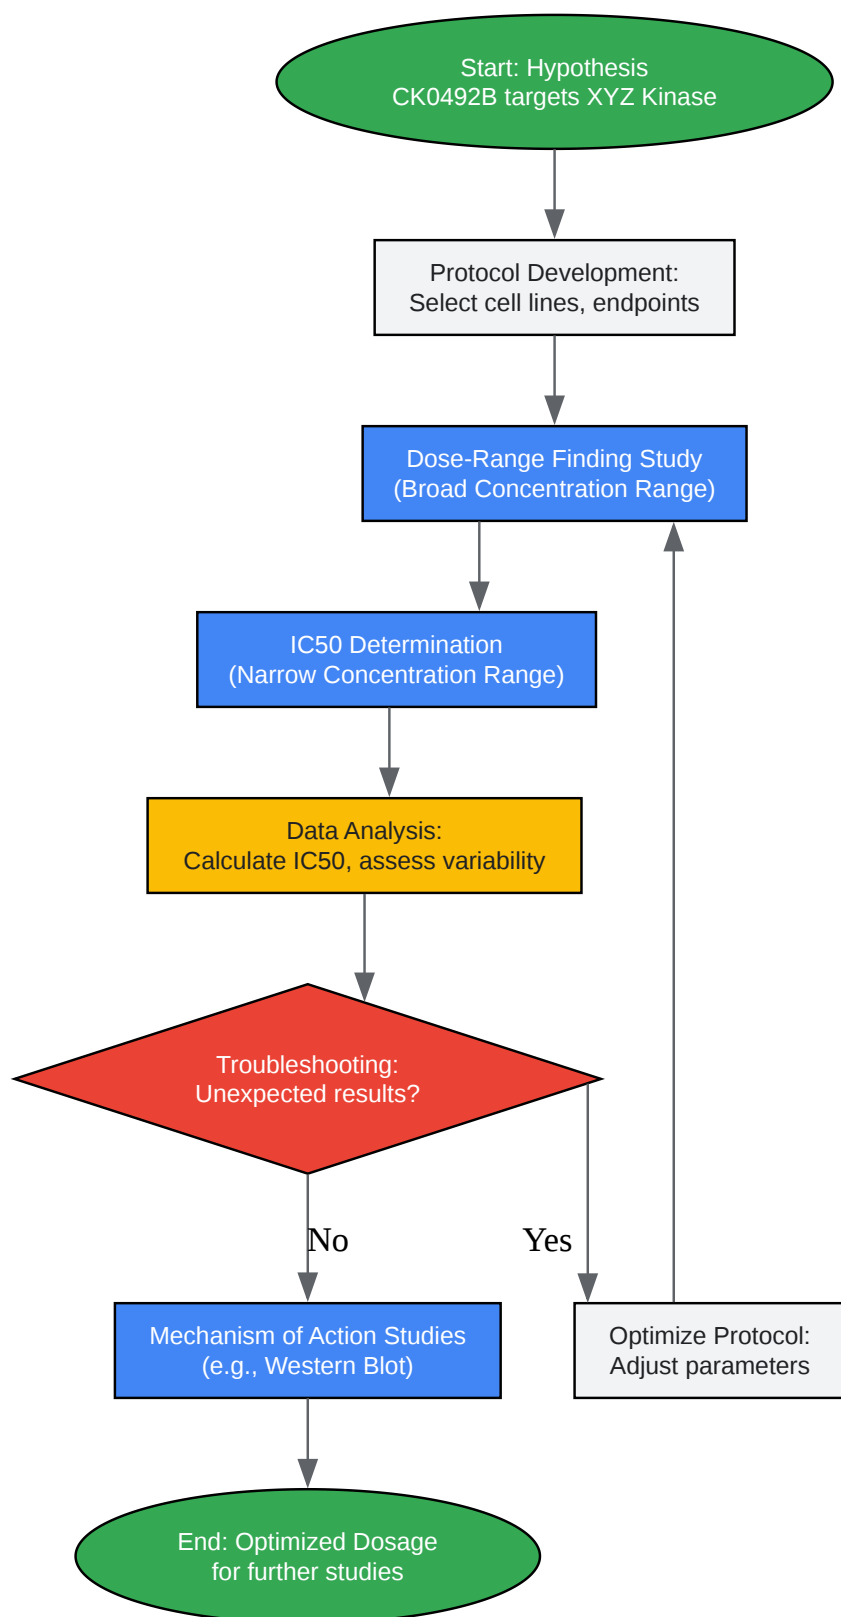 Start: Hypothesis
CK0492B targets XYZ Kinase
Protocol Development:
Select cell lines, endpoints
Dose-Range Finding Study
(Broad Concentration Range)
IC50 Determination
(Narrow Concentration Range)
Data Analysis:
Calculate IC50, assess variability
Troubleshooting:
Unexpected results?
No
Yes
Mechanism of Action Studies
(e.g., Western Blot)
Optimize Protocol:
Adjust parameters
End: Optimized Dosage
for further studies